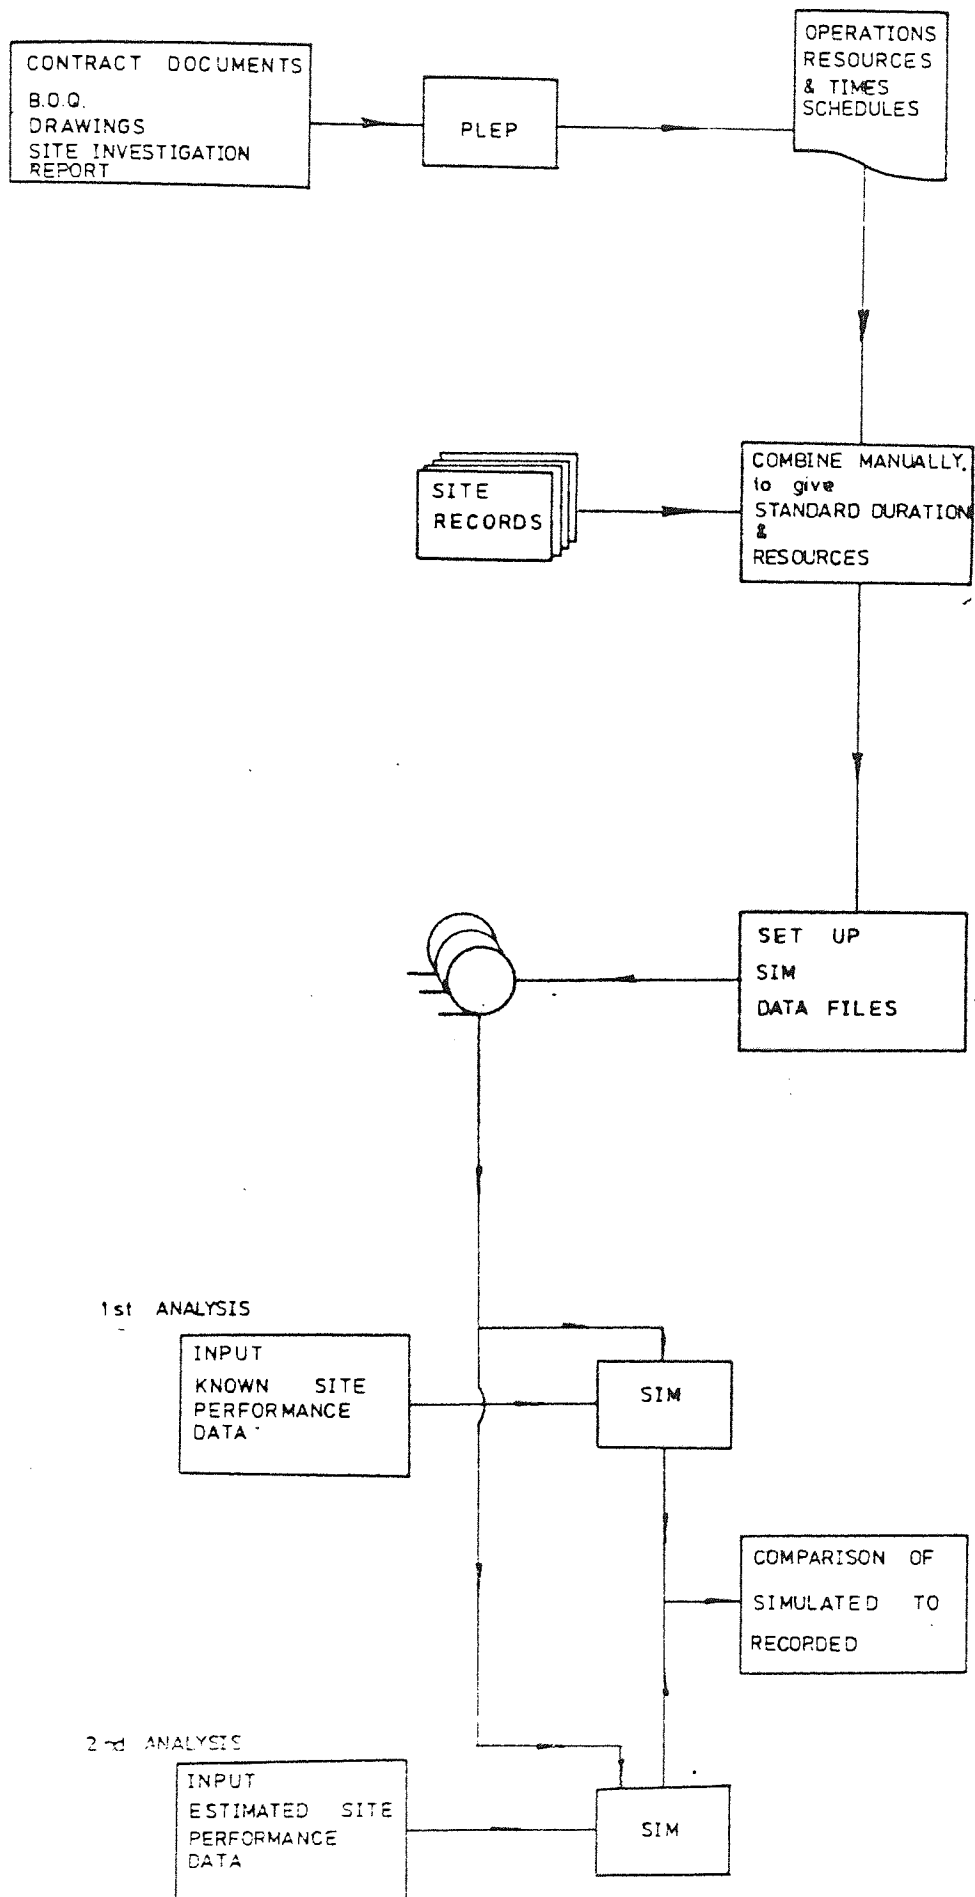 CONTRACT DOCUMENTS
B.O.Q.
DRAWINGS
SITE INVESTIGATION
REPORT
PLEP
OPERATIONS
RESOURCES
& TIMES
SCHEDULES
SITE
RECORDS
COMBINE MANUALLY.
to give
STANDARD DURATION
&
RESOURCES
SET UP
SIM
DATA FILES
1st ANALYSIS
INPUT
KNOWN SITE
PERFORMANCE
DATA
SIM
COMPARISON OF
SIMULATED TO
RECORDED
2nd ANALYSIS
INPUT
ESTIMATED SITE
PERFORMANCE
DATA
SIM